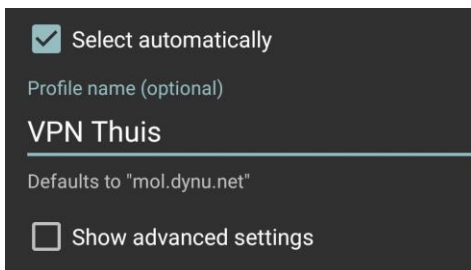 Select automatically
Profile name (optional)
VPN Thuis
Defaults to "mol.dynu.net"
Show advanced settings